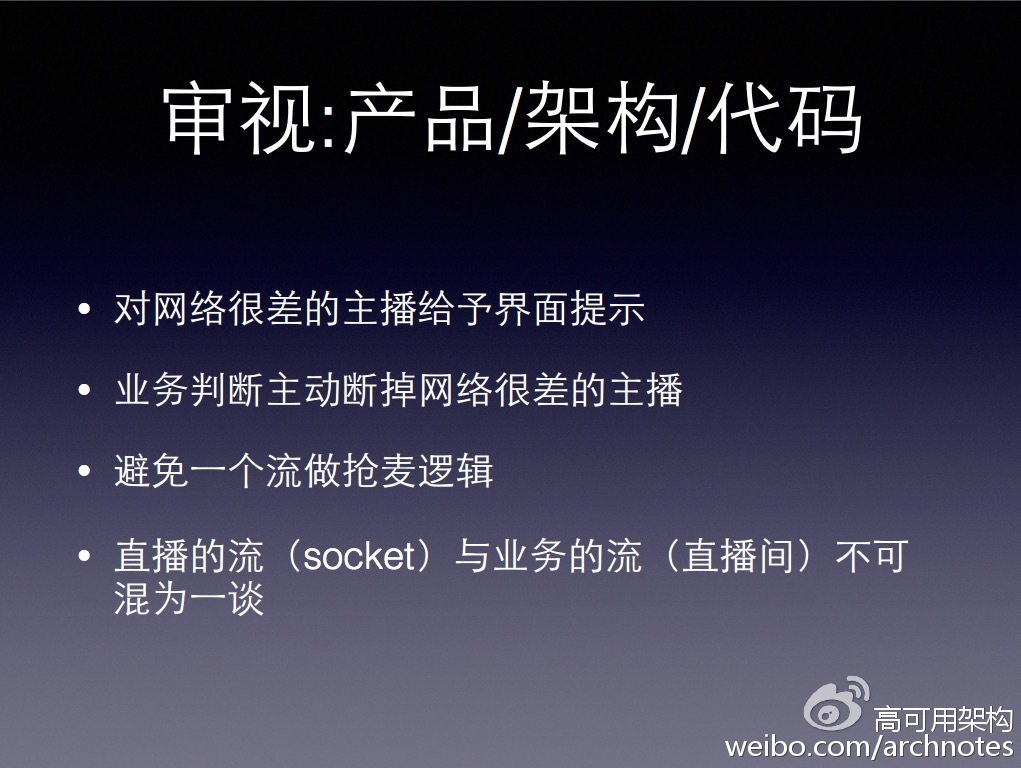 审视:产品/架构/代码
• 对网络很差的主播给予界面提示
• 业务判断主动断掉网络很差的主播
• 避免一个流做抢麦逻辑
• 直播的流（socket）与业务的流（直播间）不可
混为一谈
高可用架构
weibo.com/archnotes